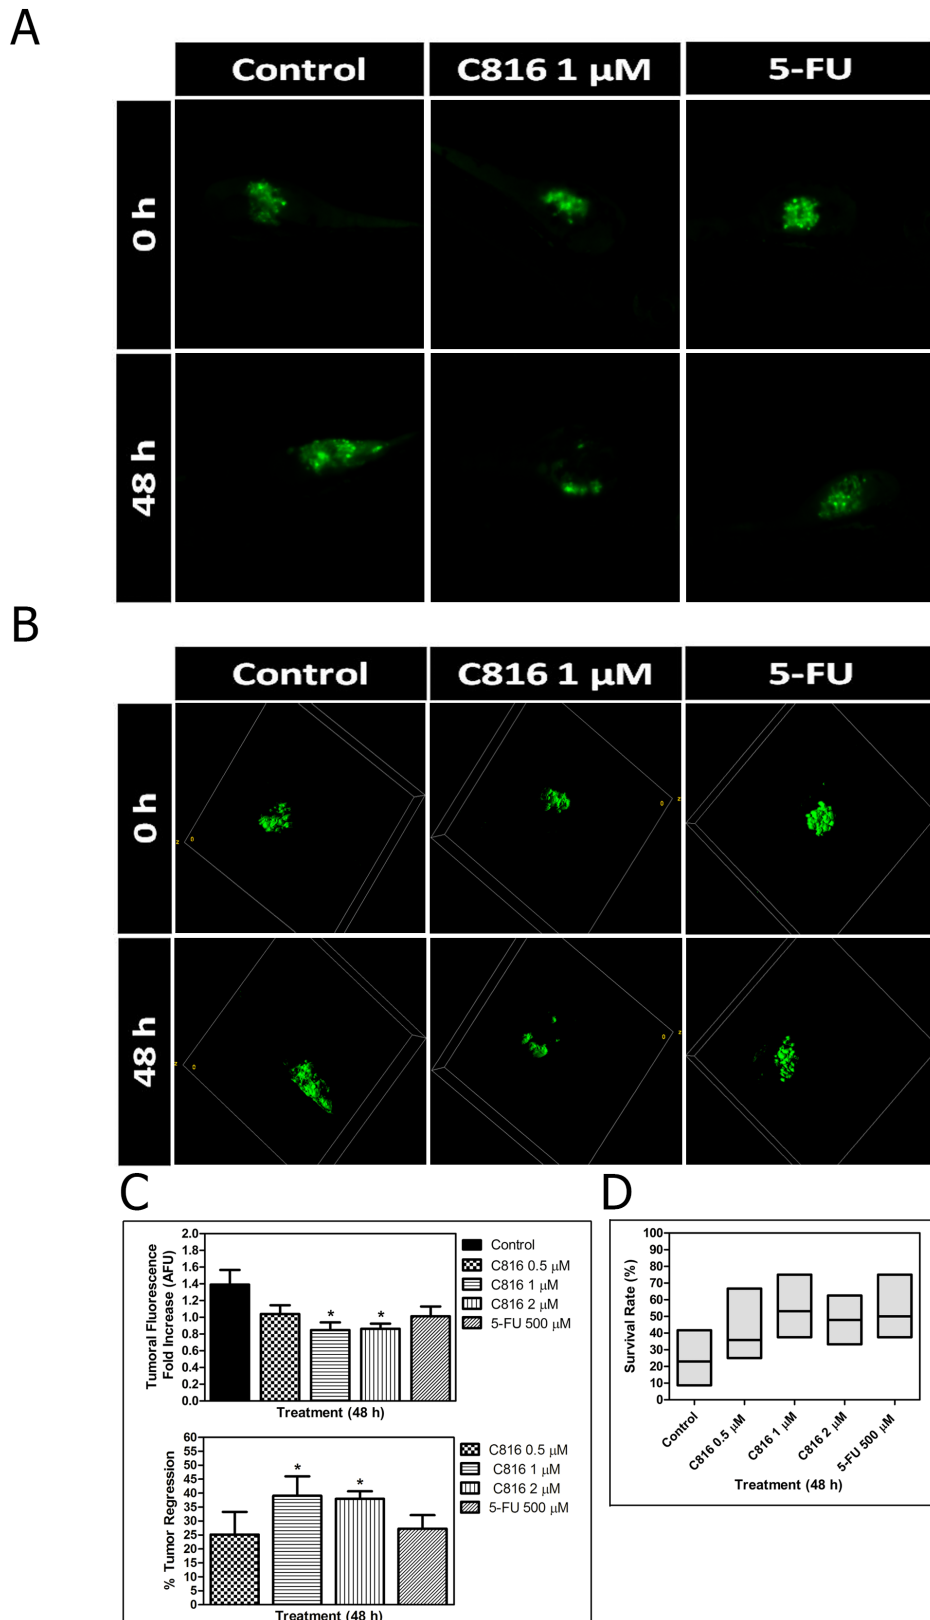 A
Control
C816 1 µM
5-FU
0 h
48 h
B
Control
C816 1 µM
5-FU
0 h
z 0
0 z
48 h
z 0
0 z
C
Tumoral Fluorescence
Fold Increase (AFU)
2.0
1.8
1.6
1.4
1.2
1.0
0.8
0.6
0.4
0.2
0.0
* *
Treatment (48 h)
Control
C816 0.5 µM
C816 1 µM
C816 2 µM
5-FU 500 µM
% Tumor Regression
60
55
50
45
40
35
30
25
20
15
10
5
0
* *
Treatment (48 h)
C816 0.5 µM
C816 1 µM
C816 2 µM
5-FU 500 µM
D
Survival Rate (%)
100
90
80
70
60
50
40
30
20
10
0
Control
C816 0.5 µM
C816 1 µM
C816 2 µM
5-FU 500 µM
Treatment (48 h)